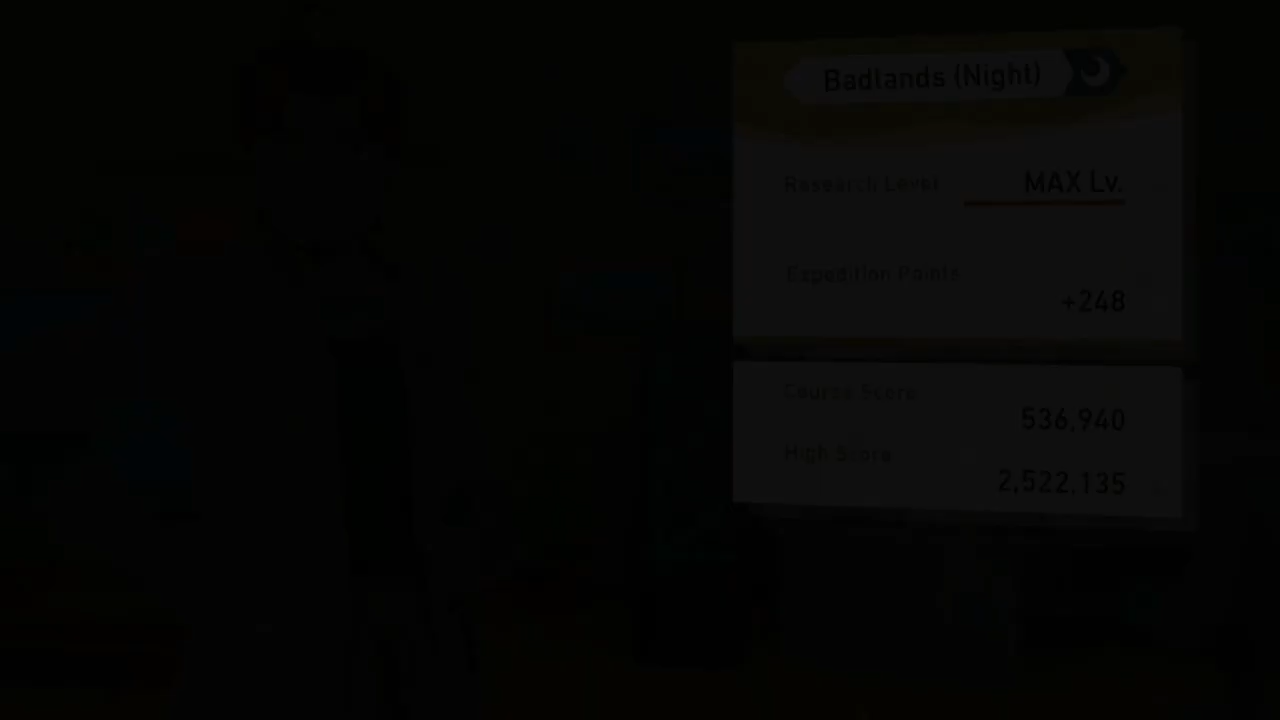 Badlands (Night)
Research Level
MAX Lv.
Expedition Points
+248
Course Score
536,940
High Score
2,522,135